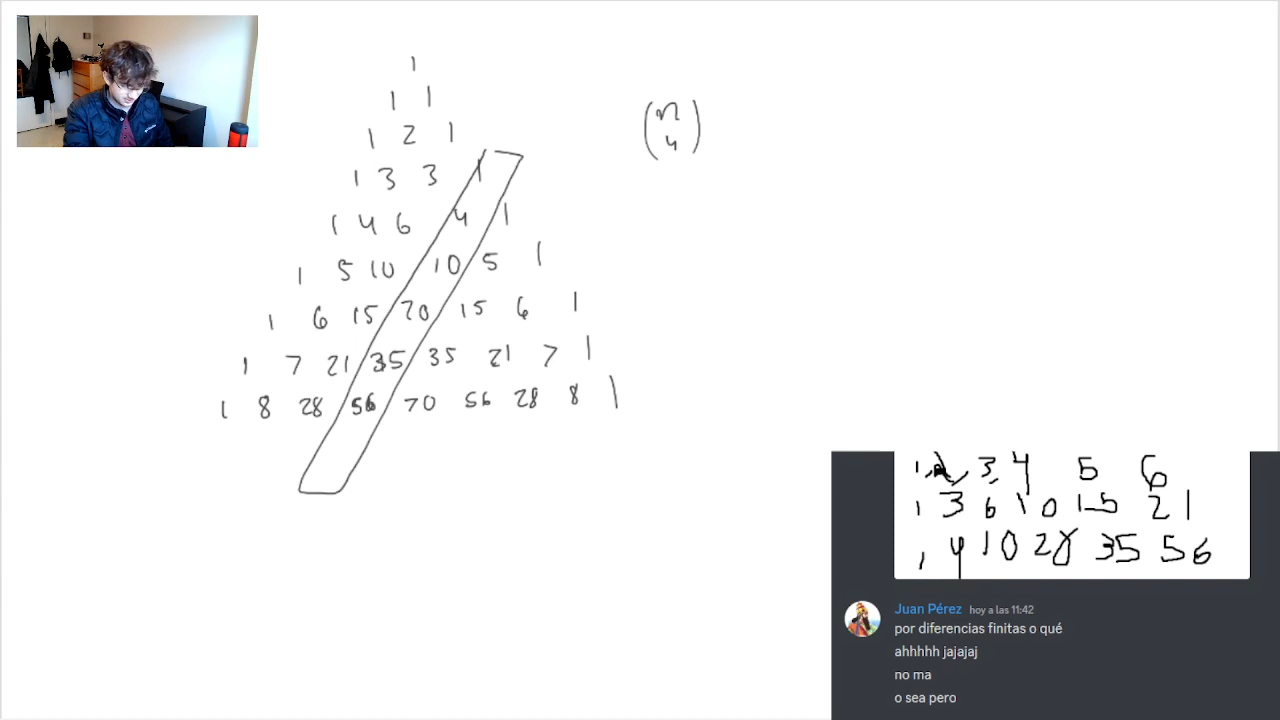 1
1 1
1 2 1
1 3 3 1
1 4 6 4 1
1 5 10 10 5 1
1 6 15 20 15 6 1
1 7 21 35 35 21 7 1
1 8 28 56 70 56 28 8 1
(n
4)
1 2 3 4 5 6
1 3 6 10 15 21
1 4 10 20 35 56
Juan Pérez hoy a las 11:42
por diferencias finitas o qué
ahhhhh jajajaj
no ma
o sea pero